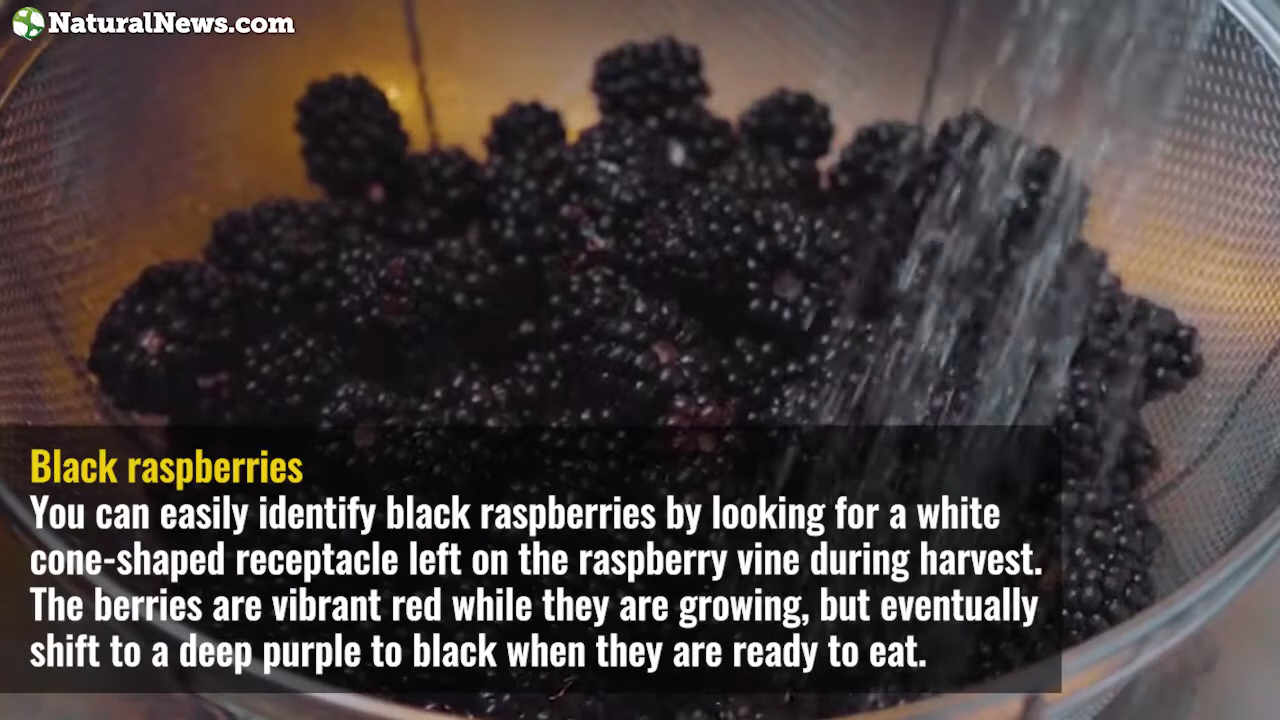 NaturalNews.com
Black raspberries
You can easily identify black raspberries by looking for a white
cone-shaped receptacle left on the raspberry vine during harvest.
The berries are vibrant red while they are growing, but eventually
shift to a deep purple to black when they are ready to eat.